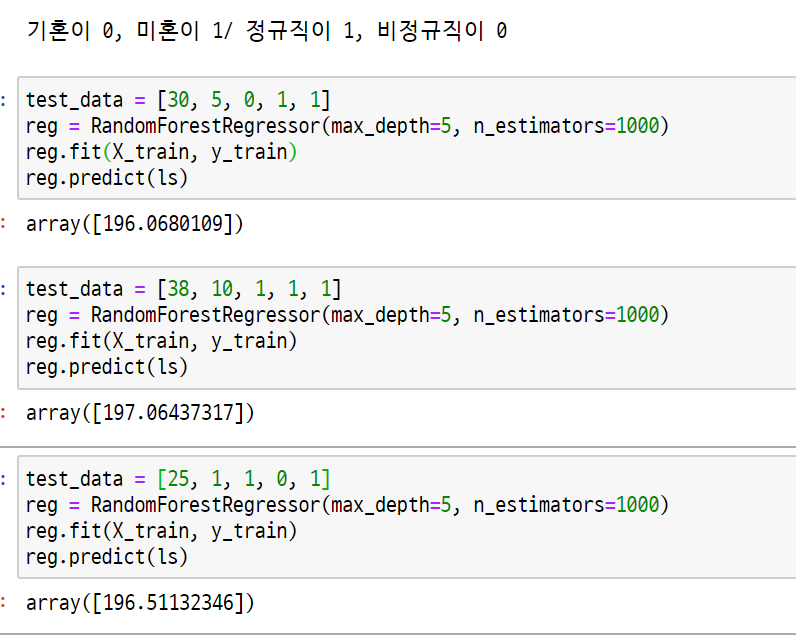 기혼이 0, 미혼이 1/ 정규직이 1, 비정규직이 0
: test_data = [30, 5, 0, 1, 1]
reg = RandomForestRegressor(max_depth=5, n_estimators=1000)
reg.fit(X_train, y_train)
reg.predict(ls)
: array([196.0680109])
: test_data = [38, 10, 1, 1, 1]
reg = RandomForestRegressor(max_depth=5, n_estimators=1000)
reg.fit(X_train, y_train)
reg.predict(ls)
: array([197.06437317])
: test_data = [25, 1, 1, 0, 1]
reg = RandomForestRegressor(max_depth=5, n_estimators=1000)
reg.fit(X_train, y_train)
reg.predict(ls)
: array([196.51132346])